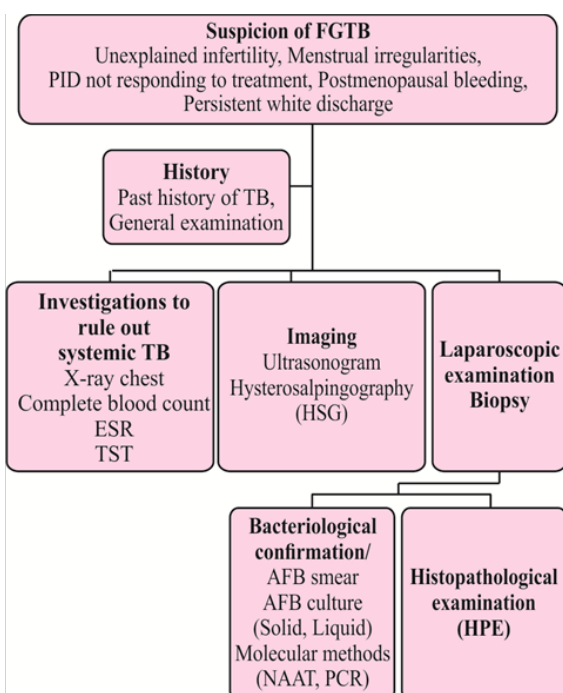 Suspicion of FGTB
Unexplained infertility, Menstrual irregularities,
PID not responding to treatment, Postmenopausal bleeding,
Persistent white discharge
History
Past history of TB,
General examination
Investigations to
rule out
systemic TB
X-ray chest
Complete blood count
ESR
TST
Imaging
Ultrasonogram
Hysterosalpingography
(HSG)
Laparoscopic
examination
Biopsy
Bacteriological
confirmation/
AFB smear
AFB culture
(Solid, Liquid)
Molecular methods
(NAAT, PCR)
Histopathological
examination
(HPE)